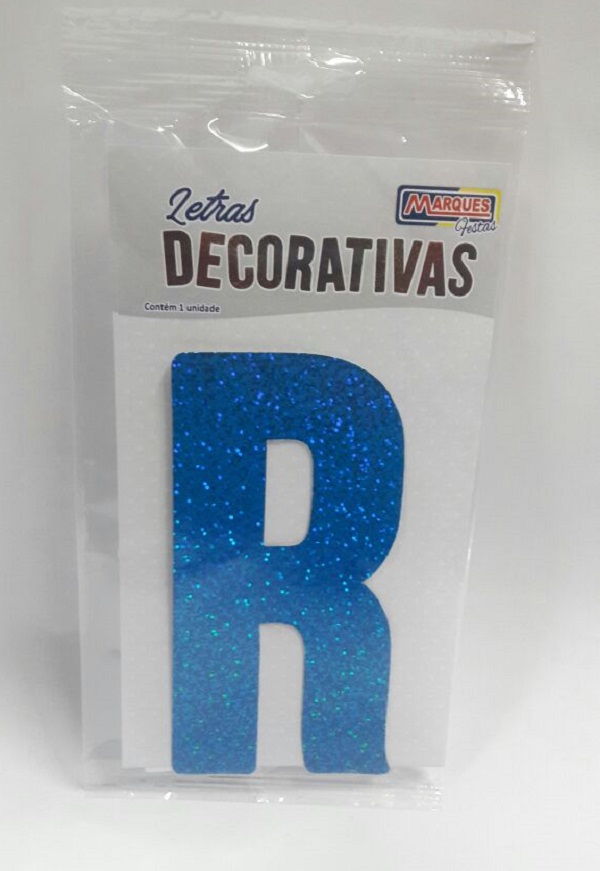 Letras
MARQUES
Festas
DECORATIVAS
Contém 1 unidade
R